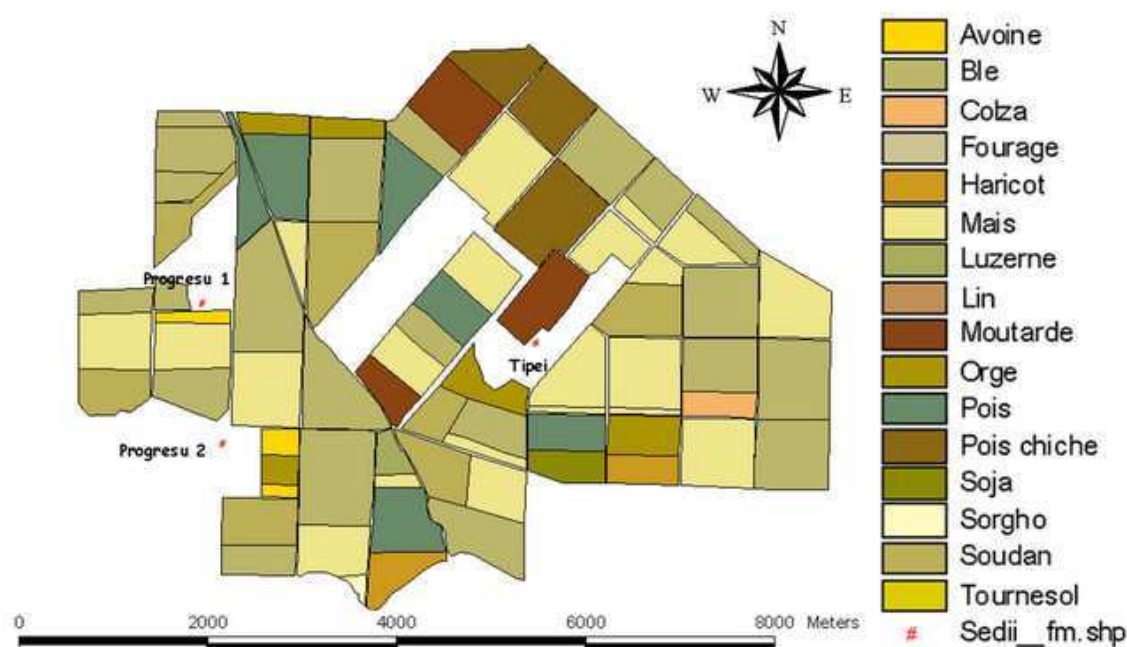 N
W
E
Progresu 1
Tipei
Progresu 2
0 2000 4000 6000 8000 Meters
Avoine
Ble
Colza
Fourage
Haricot
Mais
Luzerne
Lin
Moutarde
Orge
Pois
Pois chiche
Soja
Sorgho
Soudan
Tournesol
# Sedii__fm.shp